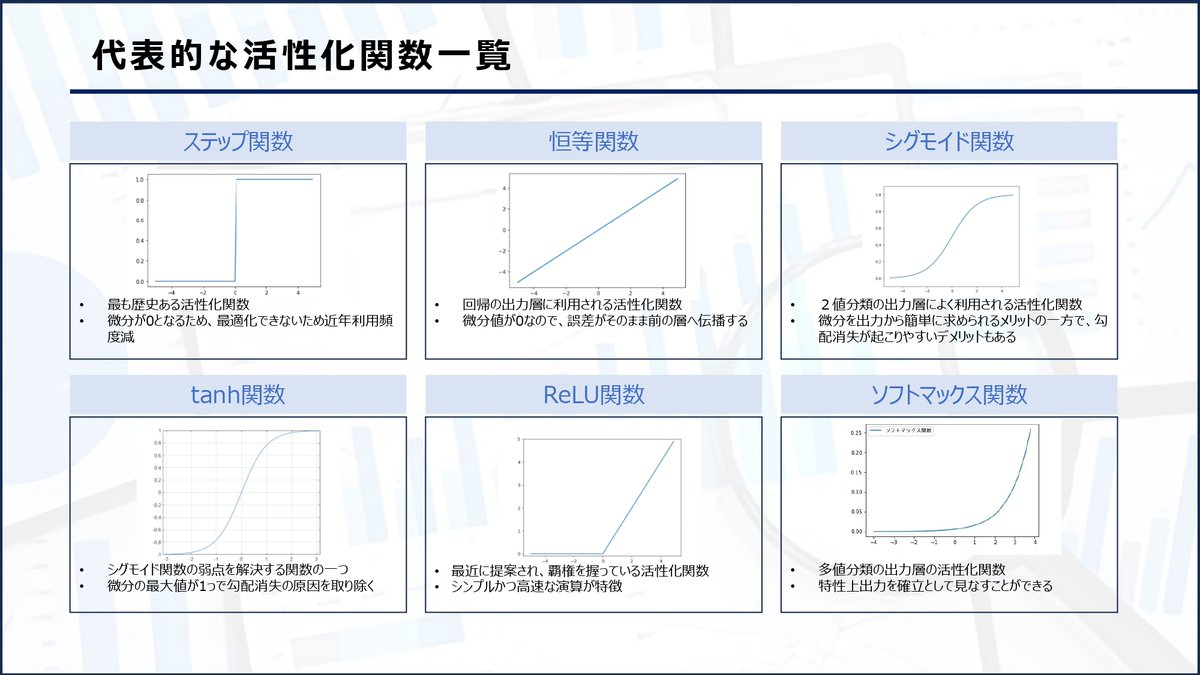 代表的な活性化関数一覧
ステップ関数
1.0
0.8
0.6
0.4
0.2
0.0
−4 −2 0 2 4
• 最も歴史ある活性化関数
• 微分が0となるため、最適化できないため近年利用頻
度減
恒等関数
4
2
0
−2
−4
−4 −2 0 2 4
• 回帰の出力層に利用される活性化関数
• 微分値が0なので、誤差がそのまま前の層へ伝播する
シグモイド関数
1.0
0.8
0.6
0.4
0.2
0.0
−4 −2 0 2 4
• ２値分類の出力層によく利用される活性化関数
• 微分を出力から簡単に求められるメリットの一方で、勾
配消失が起こりやすいデメリットもある
tanh関数
1
0.8
0.6
0.4
0.2
0
-0.2
-0.4
-0.6
-0.8
-1
-3 -2 -1 0 1 2 3
• シグモイド関数の弱点を解決する関数の一つ
• 微分の最大値が1っで勾配消失の原因を取り除く
ReLU関数
5
4
3
2
1
0
−4 −2 0 2 4
• 最近に提案され、覇権を握っている活性化関数
• シンプルかつ高速な演算が特徴
ソフトマックス関数
ソフトマックス関数
0.25
0.20
0.15
0.10
0.05
0.00
−4 −3 −2 −1 0 1 2 3 4
• 多値分類の出力層の活性化関数
• 特性上出力を確立として見なすことができる